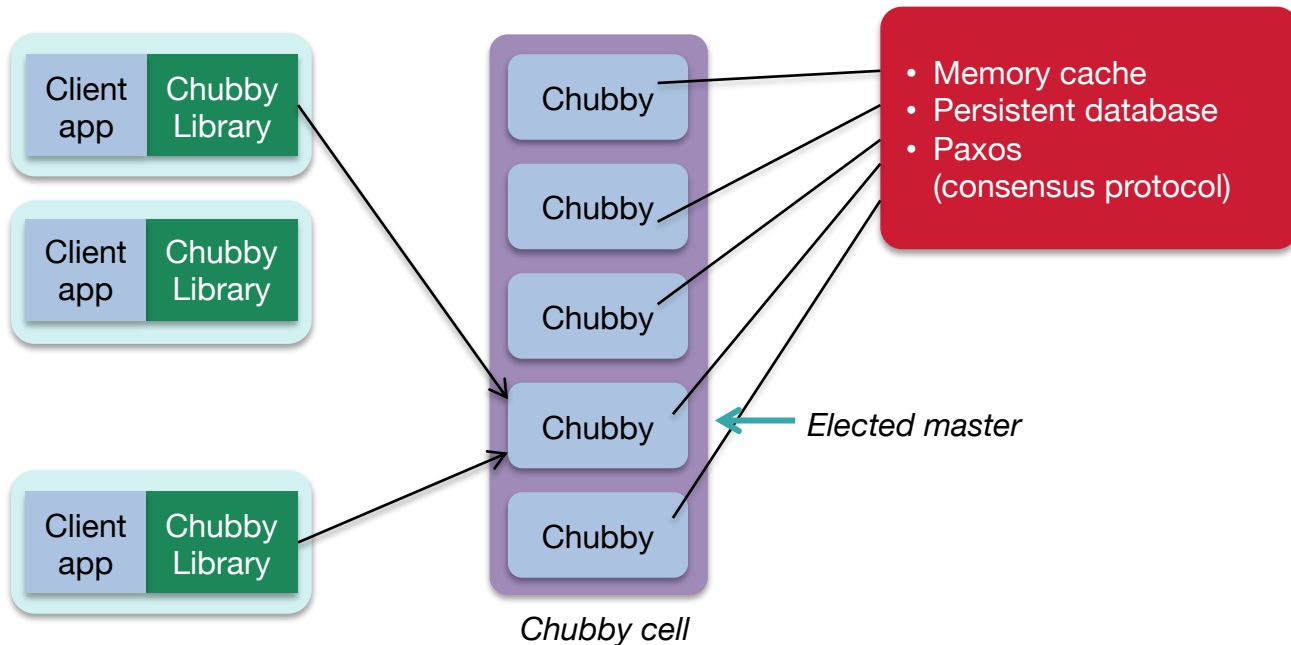 Client
app
Chubby
Library
Client
app
Chubby
Library
Client
app
Chubby
Library
Chubby
Chubby
Chubby
Chubby
Chubby
Chubby cell
• Memory cache
• Persistent database
• Paxos
(consensus protocol)
Elected master